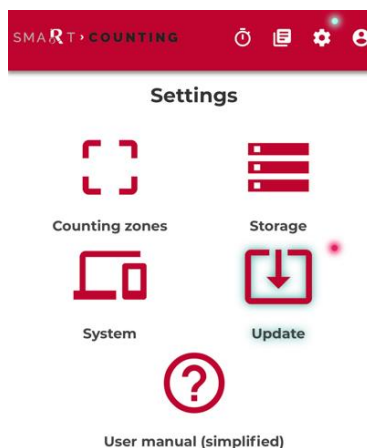 SMART›COUNTING
Settings
Counting zones
Storage
System
Update
User manual (simplified)